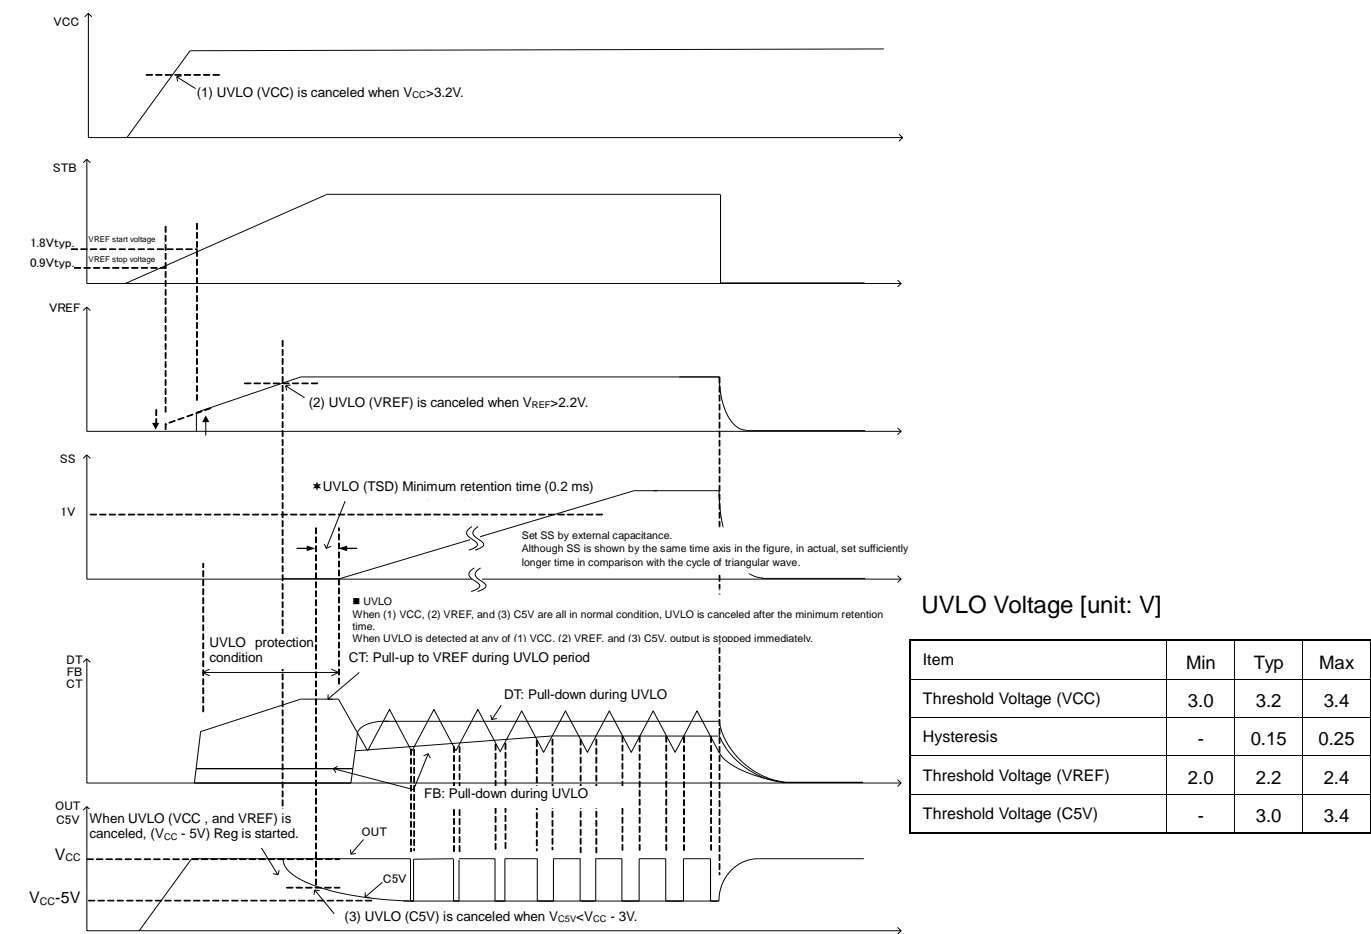 VCC
(1) UVLO (VCC) is canceled when VCC>3.2V.
STB
1.8Vtyp.
VREF start voltage
0.9Vtyp.
VREF stop voltage
VREF
(2) UVLO (VREF) is canceled when VREF>2.2V.
SS
✶UVLO (TSD) Minimum retention time (0.2 ms)
1V
Set SS by external capacitance.
Although SS is shown by the same time axis in the figure, in actual, set sufficiently
longer time in comparison with the cycle of triangular wave.
■ UVLO
When (1) VCC, (2) VREF, and (3) C5V are all in normal condition, UVLO is canceled after the minimum retention
time.
When UVLO is detected at any of (1) VCC, (2) VREF, and (3) C5V, output is stopped immediately.
UVLO protection
condition
DT
FB
CT
CT: Pull-up to VREF during UVLO period
DT: Pull-down during UVLO
FB: Pull-down during UVLO
OUT
C5V
When UVLO (VCC , and VREF) is
canceled, (VCC - 5V) Reg is started.
OUT
VCC
C5V
VCC-5V
(3) UVLO (C5V) is canceled when VC5V<VCC - 3V.
UVLO Voltage [unit: V]
Item Min Typ Max
Threshold Voltage (VCC) 3.0 3.2 3.4
Hysteresis - 0.15 0.25
Threshold Voltage (VREF) 2.0 2.2 2.4
Threshold Voltage (C5V) - 3.0 3.4